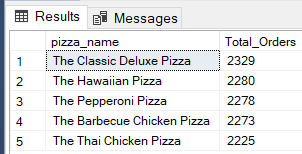 Results Messages
pizza_name Total_Orders
1 The Classic Deluxe Pizza 2329
2 The Hawaiian Pizza 2280
3 The Pepperoni Pizza 2278
4 The Barbecue Chicken Pizza 2273
5 The Thai Chicken Pizza 2225